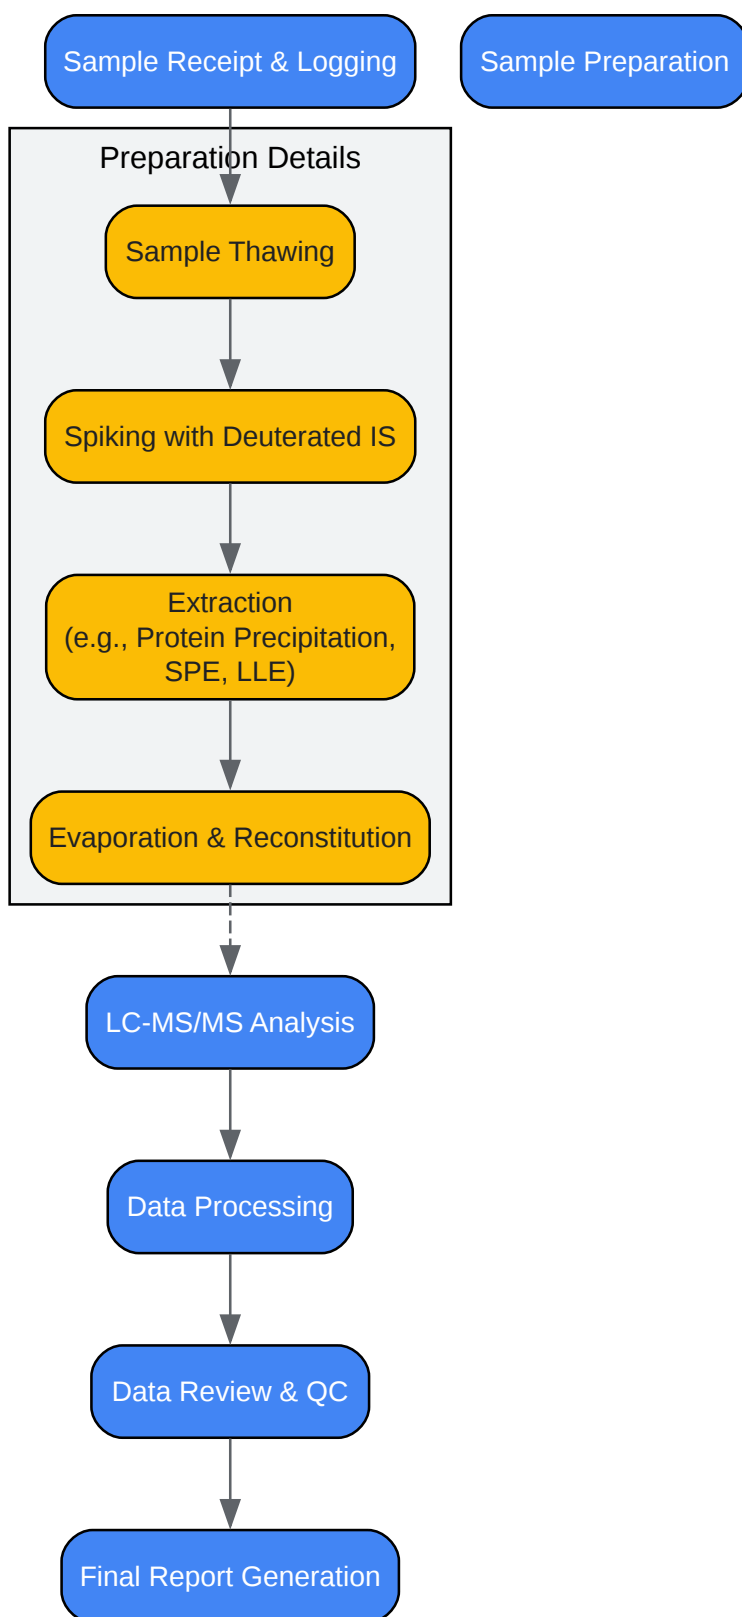 Sample Receipt & Logging
Sample Preparation
Preparation Details
Sample Thawing
Spiking with Deuterated IS
Extraction
(e.g., Protein Precipitation,
SPE, LLE)
Evaporation & Reconstitution
LC-MS/MS Analysis
Data Processing
Data Review & QC
Final Report Generation